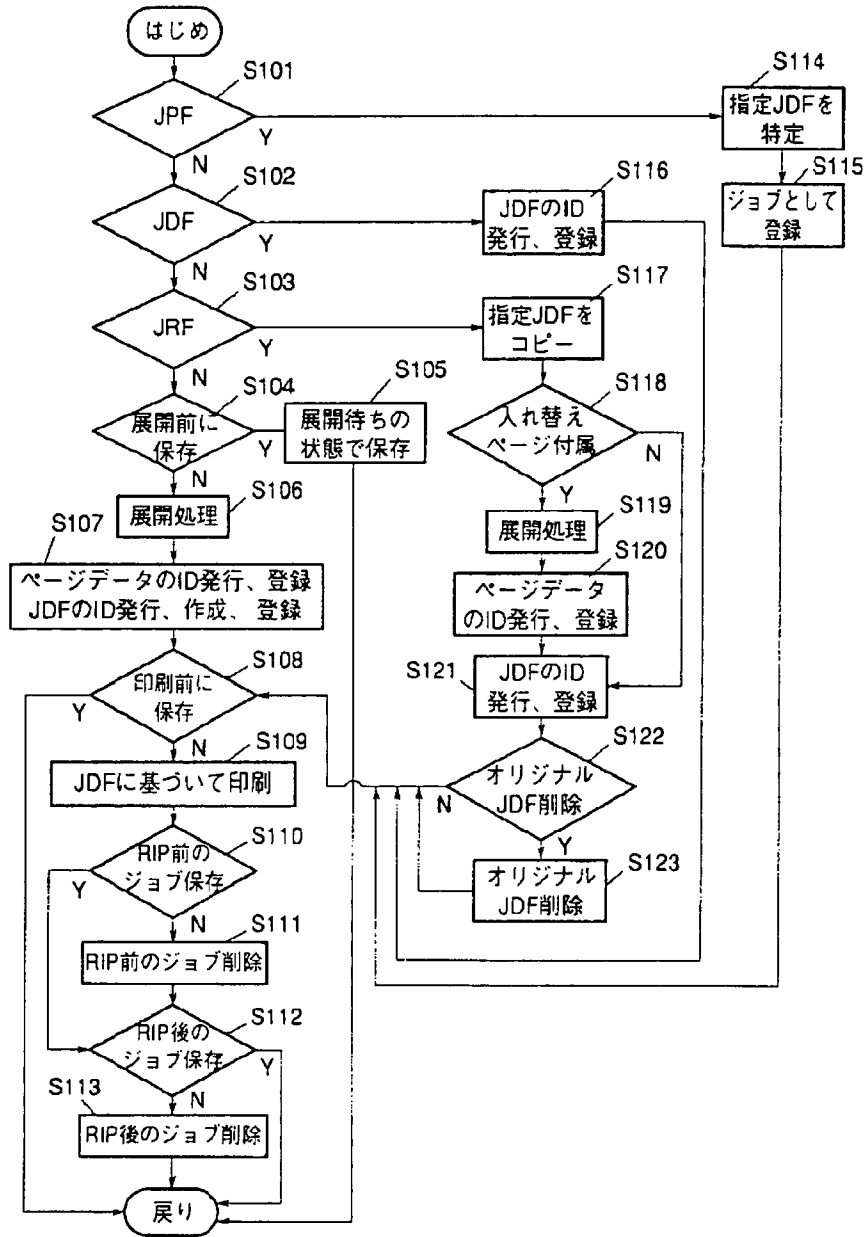 はじめ
S101
JPF
Y
N
S114
指定JDFを
特定
S115
ジョブとして
登録
S102
JDF
Y
N
S116
JDFのID
発行、登録
S103
JRF
Y
N
S117
指定JDFを
コピー
S104
展開前に
保存
Y
N
S105
展開待ちの
状態で保存
S118
入れ替え
ページ付属
N
Y
S106
展開処理
S119
展開処理
S107
ページデータのID発行、登録
JDFのID発行、作成、登録
S120
ページデータ
のID発行、登録
S108
印刷前に
保存
Y
N
S121
JDFのID
発行、登録
S109
JDFに基づいて印刷
S122
オリジナル
JDF削除
N
Y
S110
RIP前の
ジョブ保存
Y
N
S123
オリジナル
JDF削除
S111
RIP前のジョブ削除
S112
RIP後の
ジョブ保存
Y
N
S113
RIP後のジョブ削除
戻り